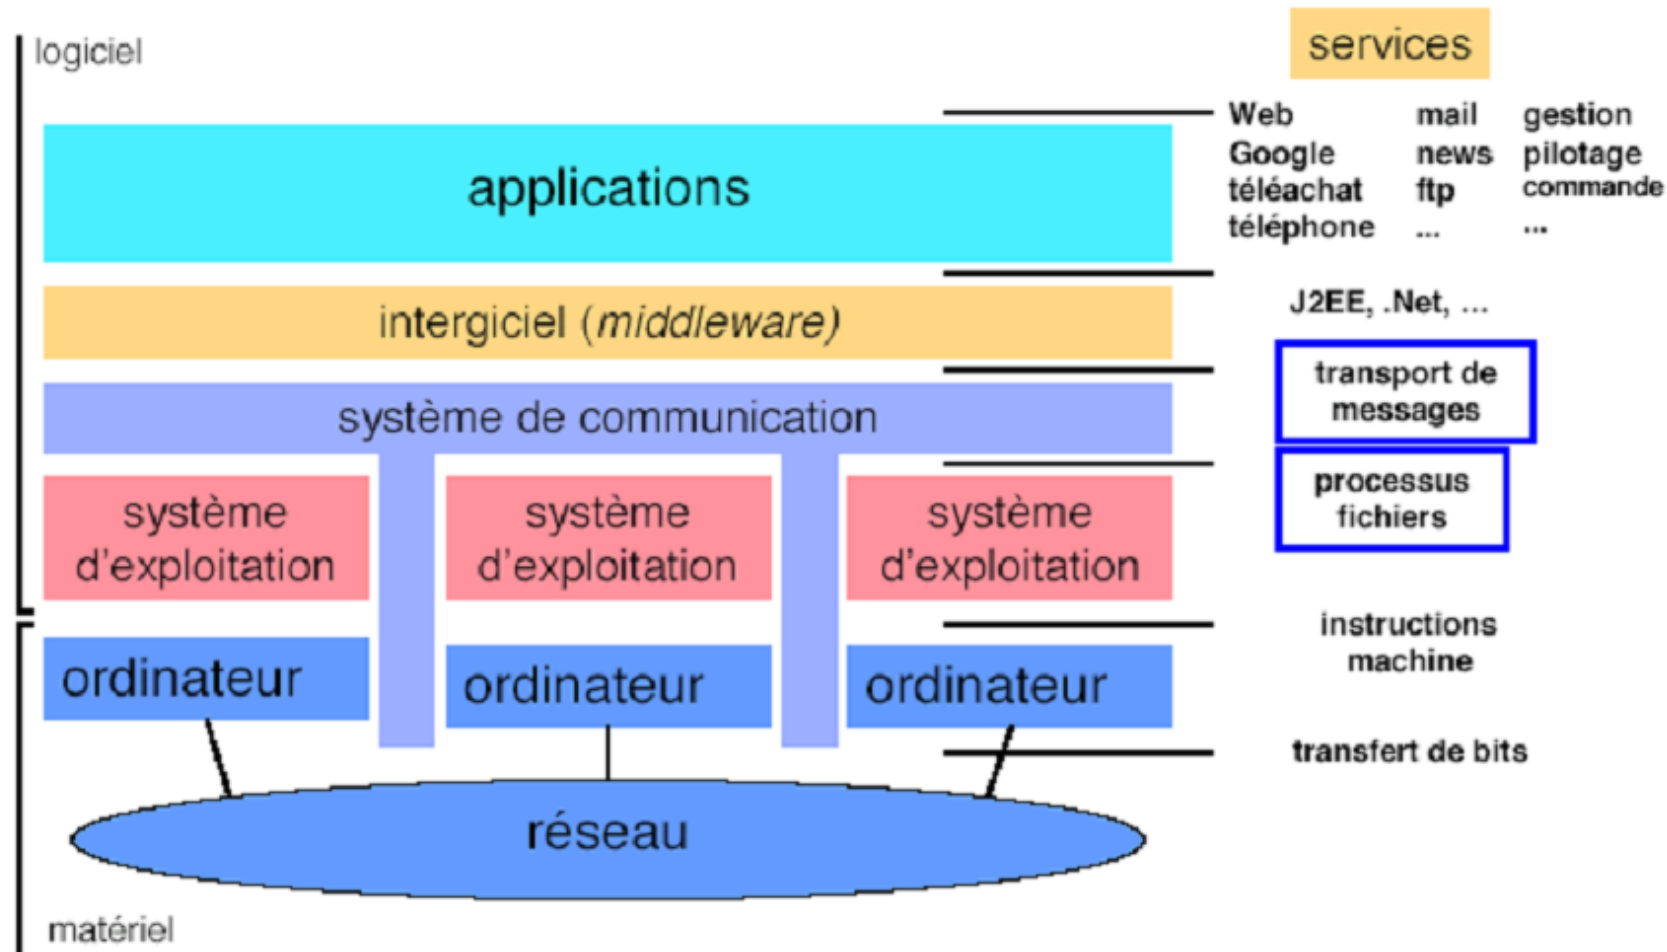 logiciel
services
Web mail gestion
Google news pilotage
téléachat ftp commande
téléphone ... ...
applications
J2EE, .Net, ...
intergiciel (middleware)
transport de
messages
système de communication
processus
fichiers
système système système
d'exploitation d'exploitation d'exploitation
instructions
machine
ordinateur ordinateur ordinateur
transfert de bits
réseau
matériel